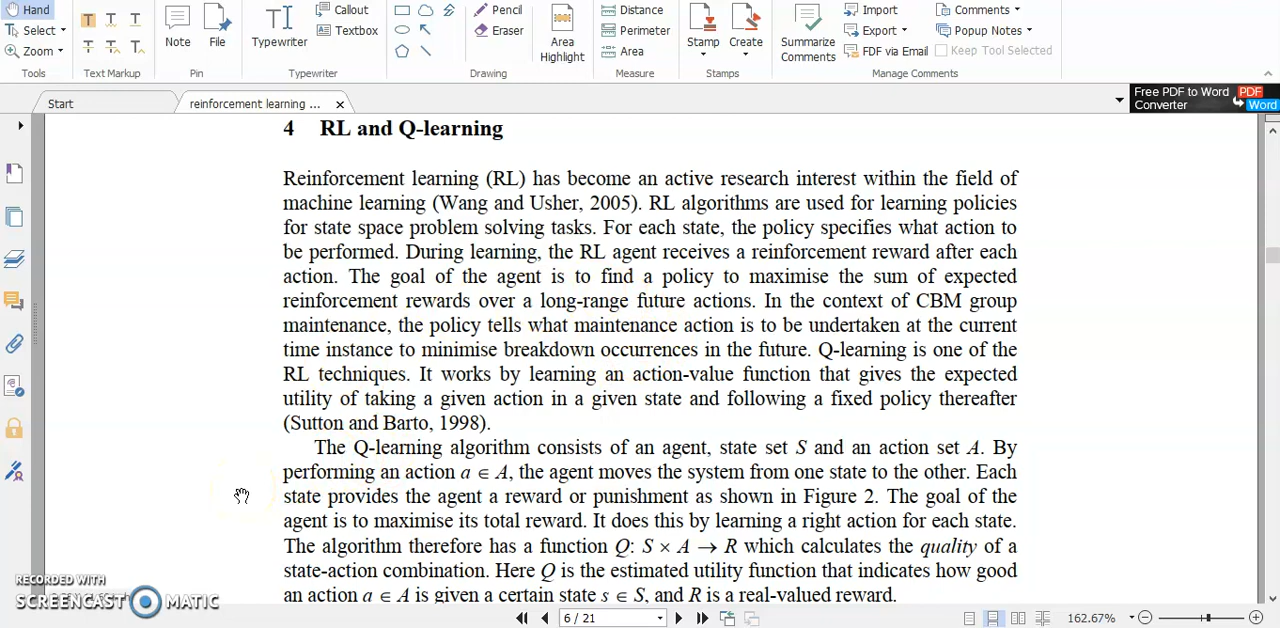 Hand
Select
Zoom
Tools
T T T
T T T
Text Markup
Note
File
Pin
Typewriter
Callout
Textbox
Typewriter
Pencil
Eraser
Area
Highlight
Drawing
Distance
Perimeter
Area
Measure
Stamp
Create
Stamps
Summarize
Comments
Import
Export
FDF via Email
Comments
Popup Notes
Keep Tool Selected
Manage Comments
Start
reinforcement learning ...
Free PDF to Word
Converter
PDF
Word
4 RL and Q-learning
Reinforcement learning (RL) has become an active research interest within the field of
machine learning (Wang and Usher, 2005). RL algorithms are used for learning policies
for state space problem solving tasks. For each state, the policy specifies what action to
be performed. During learning, the RL agent receives a reinforcement reward after each
action. The goal of the agent is to find a policy to maximise the sum of expected
reinforcement rewards over a long-range future actions. In the context of CBM group
maintenance, the policy tells what maintenance action is to be undertaken at the current
time instance to minimise breakdown occurrences in the future. Q-learning is one of the
RL techniques. It works by learning an action-value function that gives the expected
utility of taking a given action in a given state and following a fixed policy thereafter
(Sutton and Barto, 1998).
The Q-learning algorithm consists of an agent, state set S and an action set A. By
performing an action a ∈ A, the agent moves the system from one state to the other. Each
state provides the agent a reward or punishment as shown in Figure 2. The goal of the
agent is to maximise its total reward. It does this by learning a right action for each state.
The algorithm therefore has a function Q: S × A → R which calculates the quality of a
state-action combination. Here Q is the estimated utility function that indicates how good
an action a ∈ A is given a certain state s ∈ S, and R is a real-valued reward.
RECORDED WITH
SCREENCAST MATIC
6 / 21
162.67%